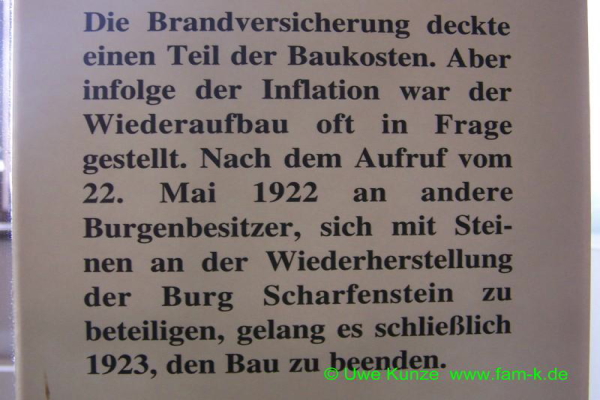 Die Brandversicherung deckte
einen Teil der Baukosten. Aber
infolge der Inflation war der
Wiederaufbau oft in Frage
gestellt. Nach dem Aufruf vom
22. Mai 1922 an andere
Burgenbesitzer, sich mit Stei-
nen an der Wiederherstellung
der Burg Scharfenstein zu
beteiligen, gelang es schließlich
1923, den Bau zu beenden.
© Uwe Kunze www.fam-k.de